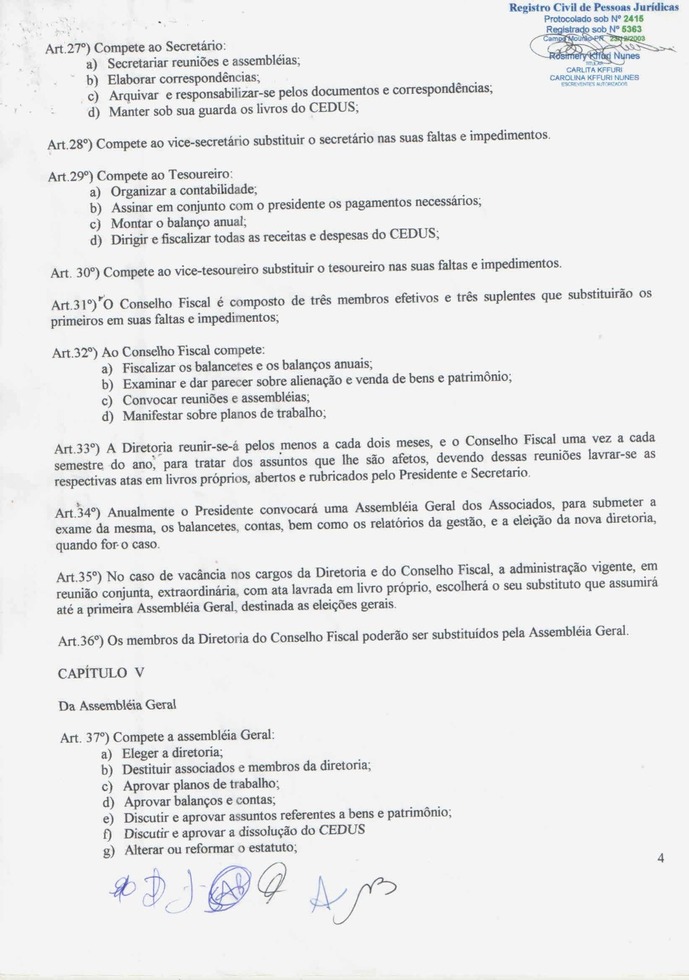 Registro Civil de Pessoas Jurídicas
Protocolado sob Nº 2415
Registrado sob Nº 5363
Campo Mourão-PR
Rosimery Kffuri Nunes
CARLITA KFFURI
CAROLINA KFFURI NUNES
ESCREVENTES AUTORIZADOS
Art.27º) Compete ao Secretário:
a) Secretariar reuniões e assembléias;
b) Elaborar correspondências;
c) Arquivar e responsabilizar-se pelos documentos e correspondências;
d) Manter sob sua guarda os livros do CEDUS;
Art.28º) Compete ao vice-secretário substituir o secretário nas suas faltas e impedimentos.
Art.29º) Compete ao Tesoureiro:
a) Organizar a contabilidade;
b) Assinar em conjunto com o presidente os pagamentos necessários;
c) Montar o balanço anual;
d) Dirigir e fiscalizar todas as receitas e despesas do CEDUS;
Art. 30º) Compete ao vice-tesoureiro substituir o tesoureiro nas suas faltas e impedimentos.
Art.31º) O Conselho Fiscal é composto de três membros efetivos e três suplentes que substituirão os
primeiros em suas faltas e impedimentos;
Art.32º) Ao Conselho Fiscal compete:
a) Fiscalizar os balancetes e os balanços anuais;
b) Examinar e dar parecer sobre alienação e venda de bens e patrimônio;
c) Convocar reuniões e assembléias;
d) Manifestar sobre planos de trabalho;
Art.33º) A Diretoria reunir-se-á pelos menos a cada dois meses, e o Conselho Fiscal uma vez a cada
semestre do ano, para tratar dos assuntos que lhe são afetos, devendo dessas reuniões lavrar-se as
respectivas atas em livros próprios, abertos e rubricados pelo Presidente e Secretario.
Art.34º) Anualmente o Presidente convocará uma Assembléia Geral dos Associados, para submeter a
exame da mesma, os balancetes, contas, bem como os relatórios da gestão, e a eleição da nova diretoria,
quando for o caso.
Art.35º) No caso de vacância nos cargos da Diretoria e do Conselho Fiscal, a administração vigente, em
reunião conjunta, extraordinária, com ata lavrada em livro próprio, escolherá o seu substituto que assumirá
até a primeira Assembléia Geral, destinada as eleições gerais.
Art.36º) Os membros da Diretoria do Conselho Fiscal poderão ser substituídos pela Assembléia Geral.
CAPÍTULO V
Da Assembléia Geral
Art. 37º) Compete a assembléia Geral:
a) Eleger a diretoria;
b) Destituir associados e membros da diretoria;
c) Aprovar planos de trabalho;
d) Aprovar balanços e contas;
e) Discutir e aprovar assuntos referentes a bens e patrimônio;
f) Discutir e aprovar a dissolução do CEDUS
g) Alterar ou reformar o estatuto;
4